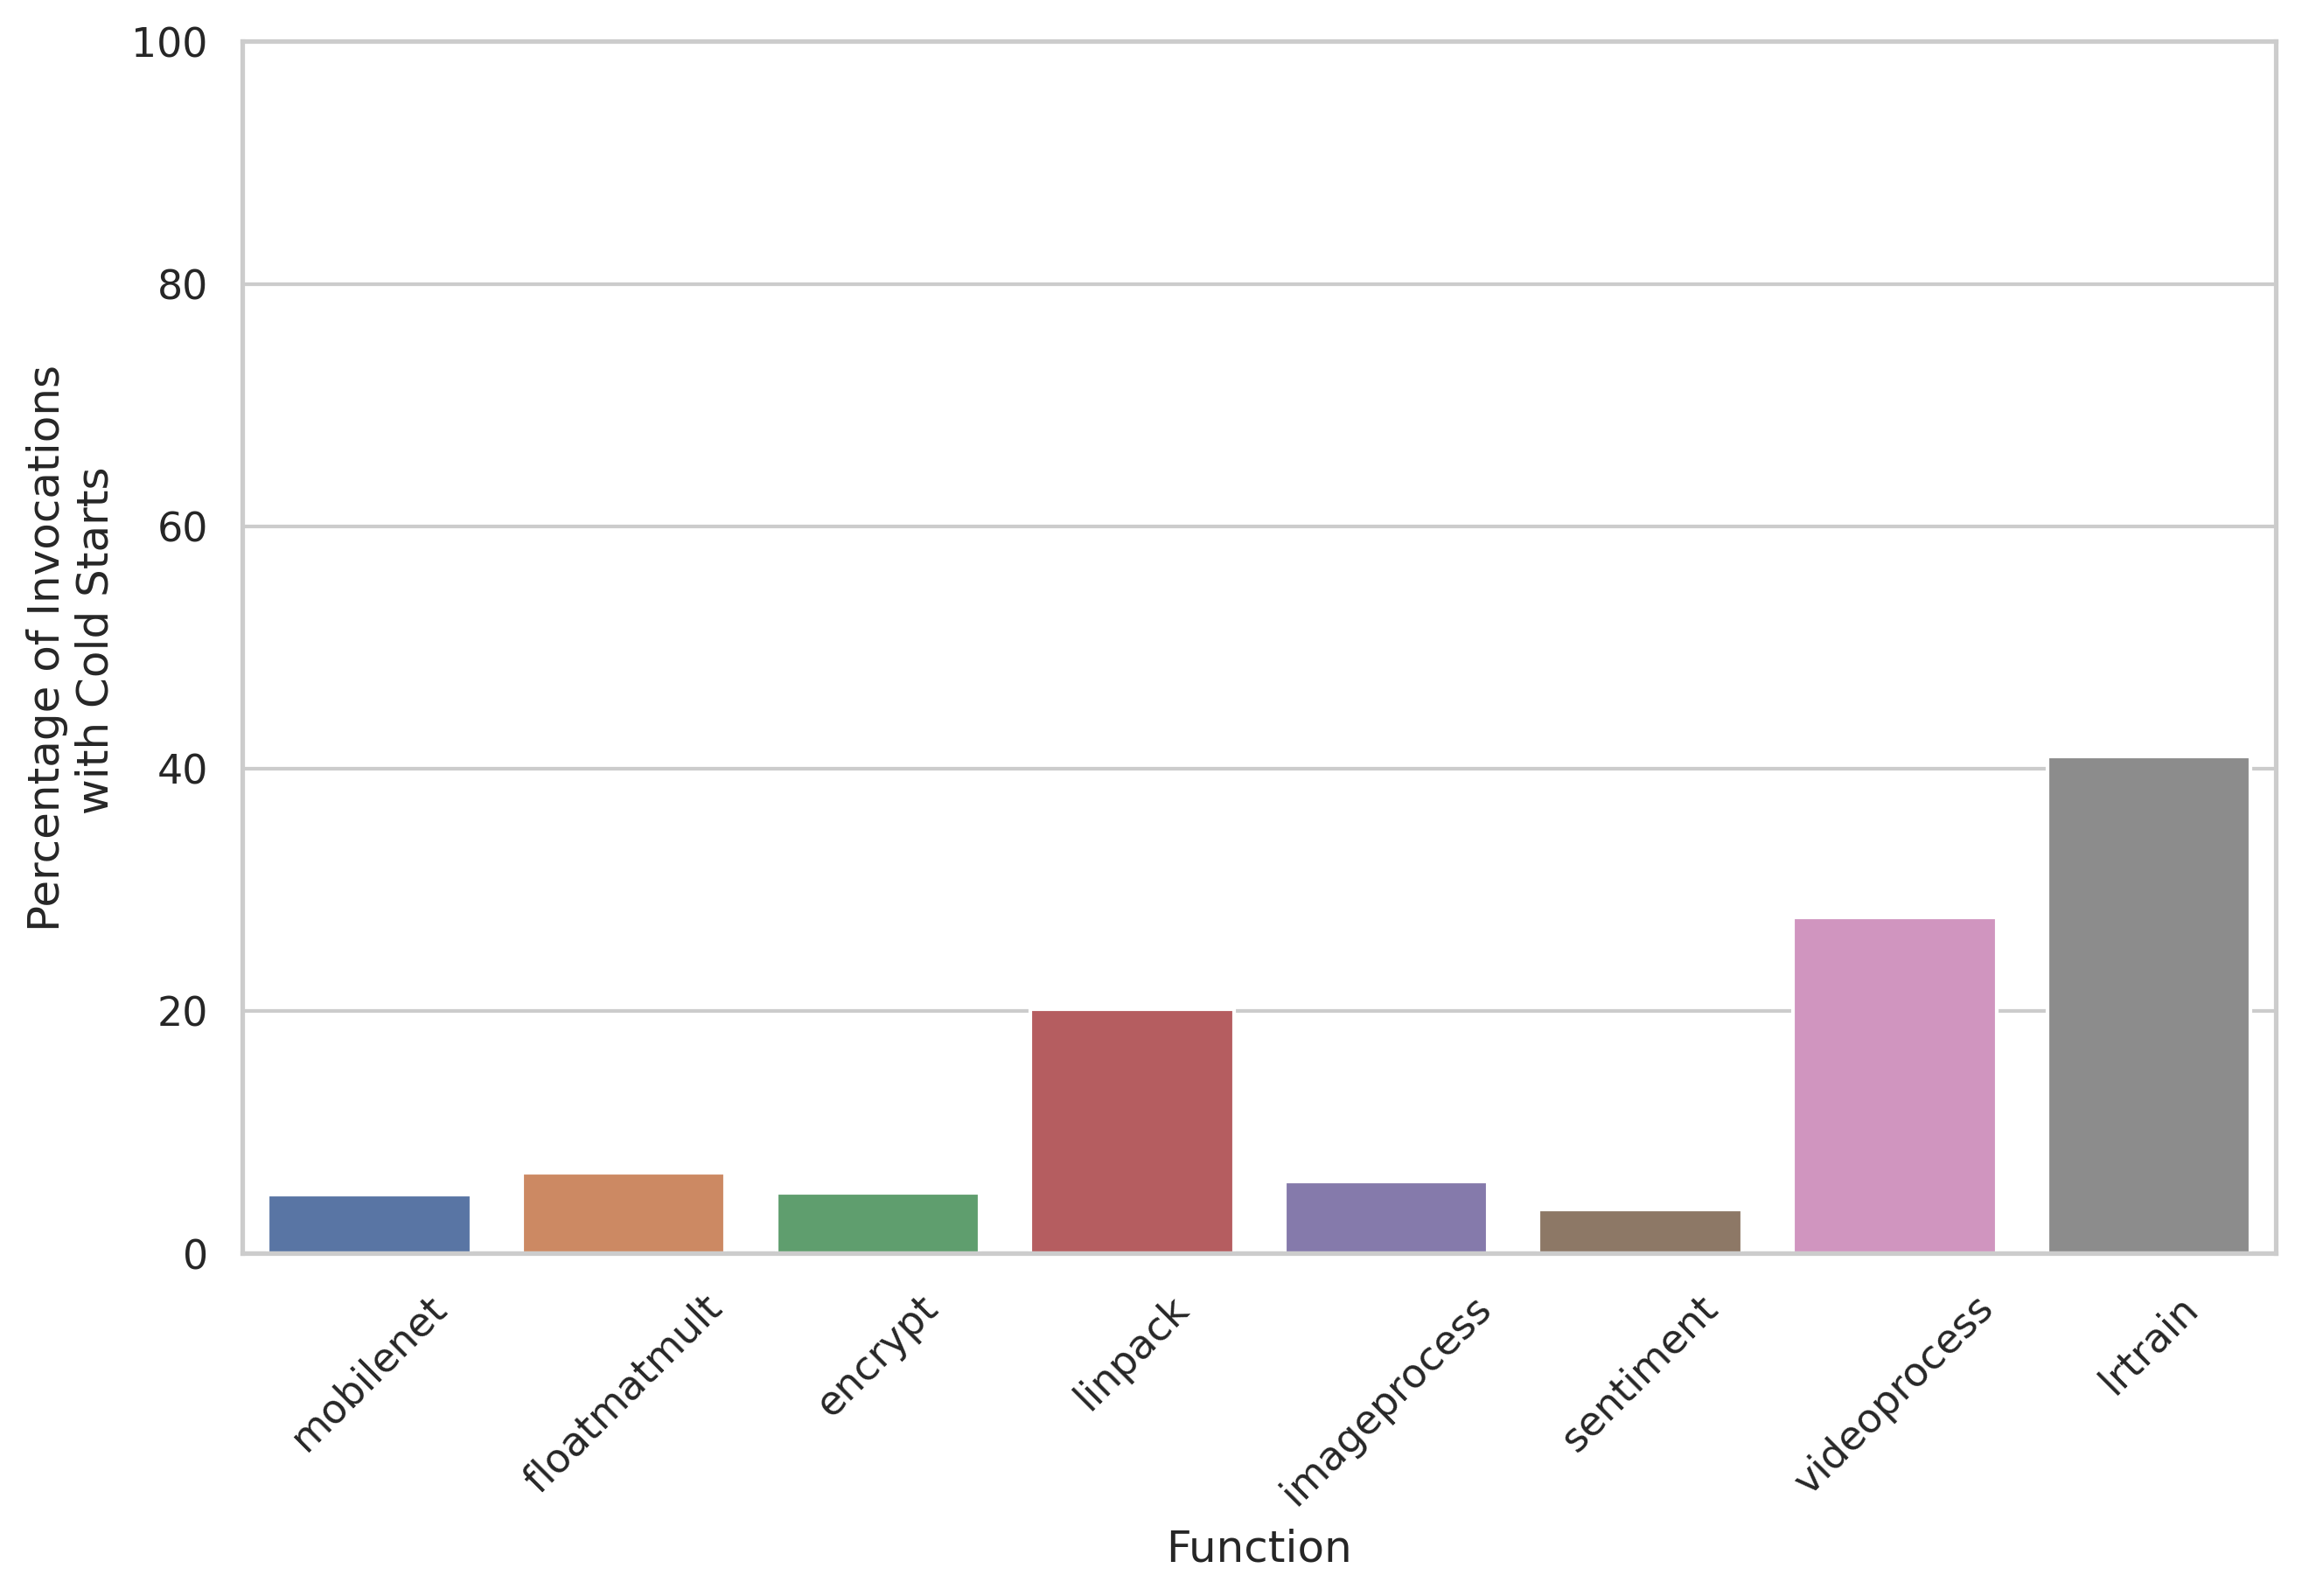 100
80
60
40
20
0
Percentage of Invocations
with Cold Starts
mobilenet
floatmatmult
encrypt
linpack
imageprocess
sentiment
videoprocess
lrtrain
Function